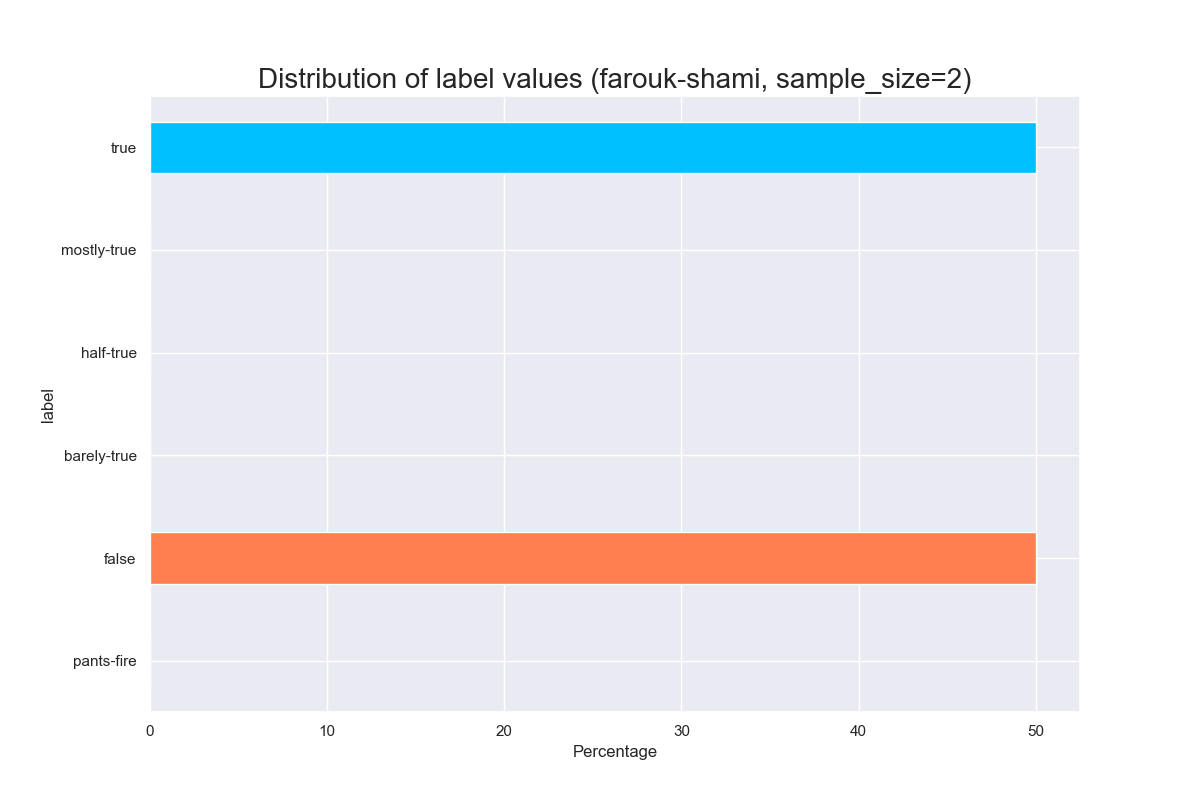 Distribution of label values (farouk-shami, sample_size=2)
true
mostly-true
half-true
label
barely-true
false
pants-fire
0 10 20 30 40 50
Percentage